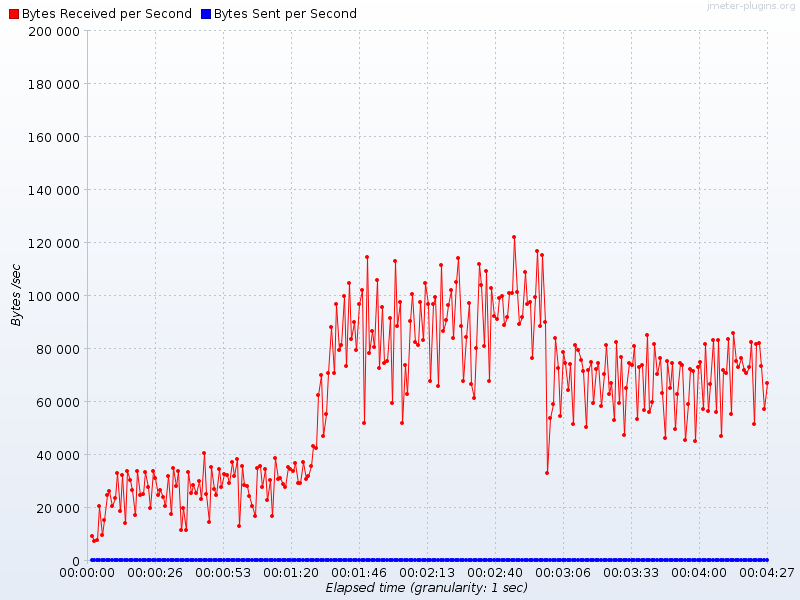 jmeter-plugins.org
Bytes Received per Second Bytes Sent per Second
200 000
180 000
160 000
140 000
120 000
100 000
80 000
60 000
40 000
20 000
0
Bytes /sec
00:00:00 00:00:26 00:00:53 00:01:20 00:01:46 00:02:13 00:02:40 00:03:06 00:03:33 00:04:00 00:04:27
Elapsed time (granularity: 1 sec)